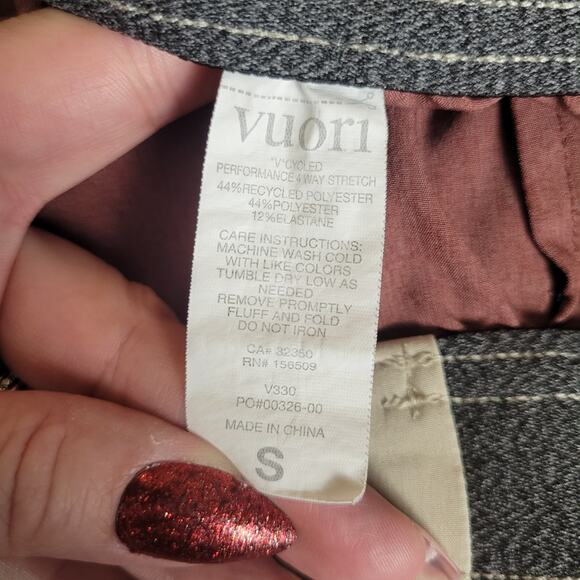 vuori
"V"CYCLED
PERFORMANCE 4 WAY STRETCH
44%RECYCLED POLYESTER
44%POLYESTER
12%ELASTANE
CARE INSTRUCTIONS:
MACHINE WASH COLD
WITH LIKE COLORS
TUMBLE DRY LOW AS
NEEDED
REMOVE PROMPTLY
FLUFF AND FOLD
DO NOT IRON
CA# 32350
RN# 156509
V330
PO#00326-00
MADE IN CHINA
S